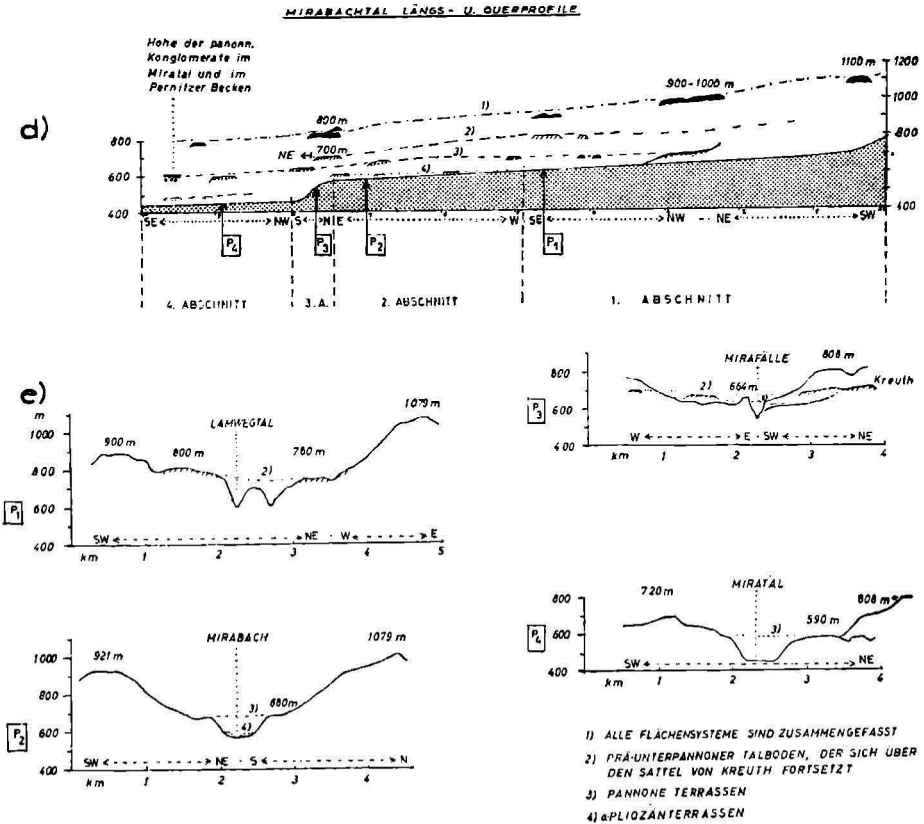 MIRABACHTAL LÄNGS- U. QUERPROFILE
d)
Höhe der pannon.
Konglomerate im
Miratal und im
Pernitzer Becken
800
600
400
NE
800 m
700 m
1)
2)
3)
4)
900-1000 m
1100 m
1200
1000
800
600
400
SE NW S N E W SE NW NE SW
P4 P3 P2 P1
4. ABSCHNITT 3. A. 2. ABSCHNITT 1. ABSCHNITT
e)
m
1000
800
600
400
P1
LAMWEGTAL
900 m
800 m
2)
760 m
1079 m
SW NE W E
km 1 2 3 4 5
P3
800
600
400
MIRAFÄLLE
808 m
2)
664 m
Kreuth
W E SW NE
km 1 2 3 4
P2
1000
800
600
400
MIRABACH
921 m
1079 m
680 m
3)
4)
SW NE S N
km 1 2 3 4
P4
800
600
400
MIRATAL
720 m
3)
590 m
808 m
SW NE
km 1 2 3 4
1) ALLE FLÄCHENSYSTEME SIND ZUSAMMENGEFASST
2) PRÄ-UNTERPANNONER TALBODEN, DER SICH ÜBER
DEN SATTEL VON KREUTH FORTSETZT
3) PANNONE TERRASSEN
4) a-PLIOZÄNTERRASSEN